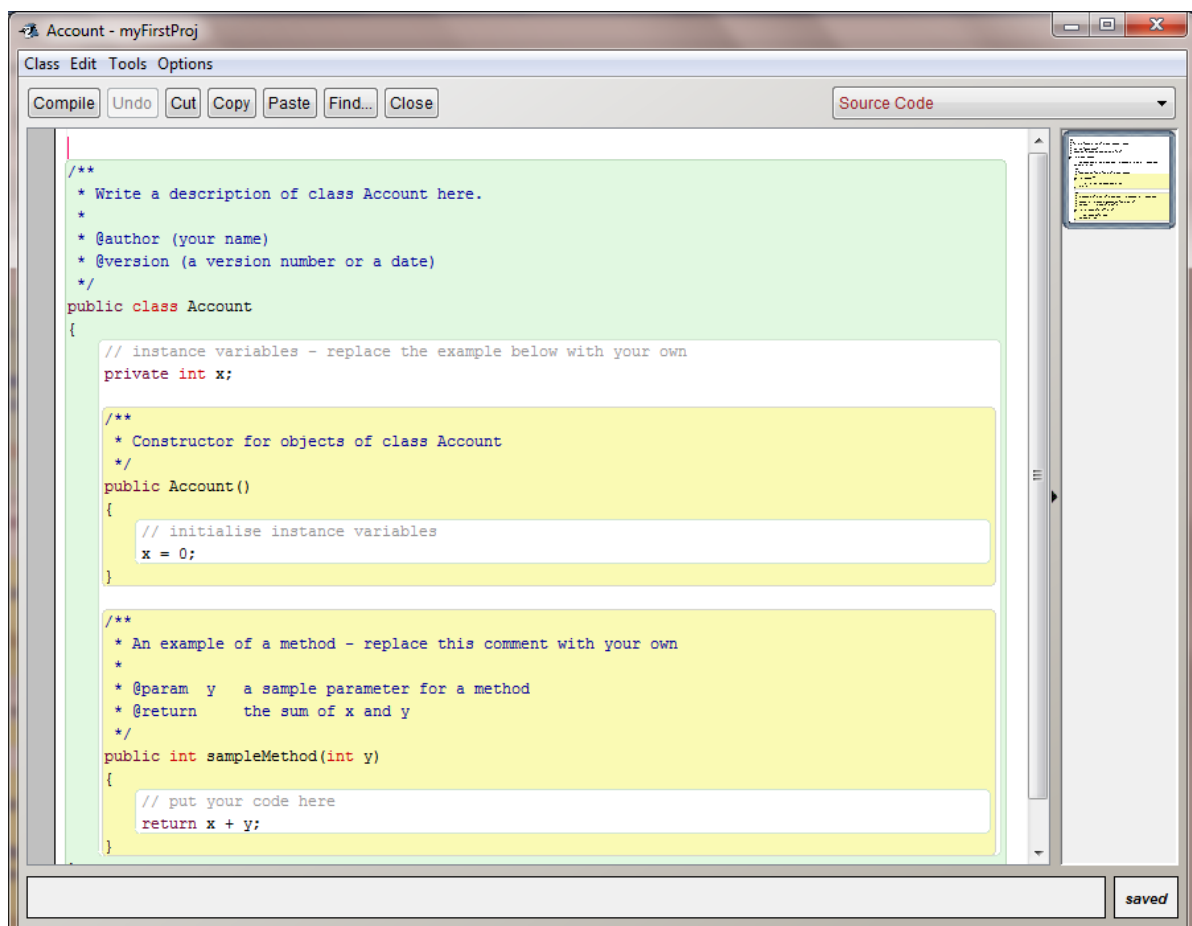 Account - myFirstProj
Class Edit Tools Options
Compile Undo Cut Copy Paste Find... Close Source Code
/**
 * Write a description of class Account here.
 *
 * @author (your name)
 * @version (a version number or a date)
 */
public class Account
{
    // instance variables - replace the example below with your own
    private int x;
    /**
     * Constructor for objects of class Account
     */
    public Account()
    {
        // initialise instance variables
        x = 0;
    }
    /**
     * An example of a method - replace this comment with your own
     *
     * @param  y   a sample parameter for a method
     * @return     the sum of x and y
     */
    public int sampleMethod(int y)
    {
        // put your code here
        return x + y;
    }
saved